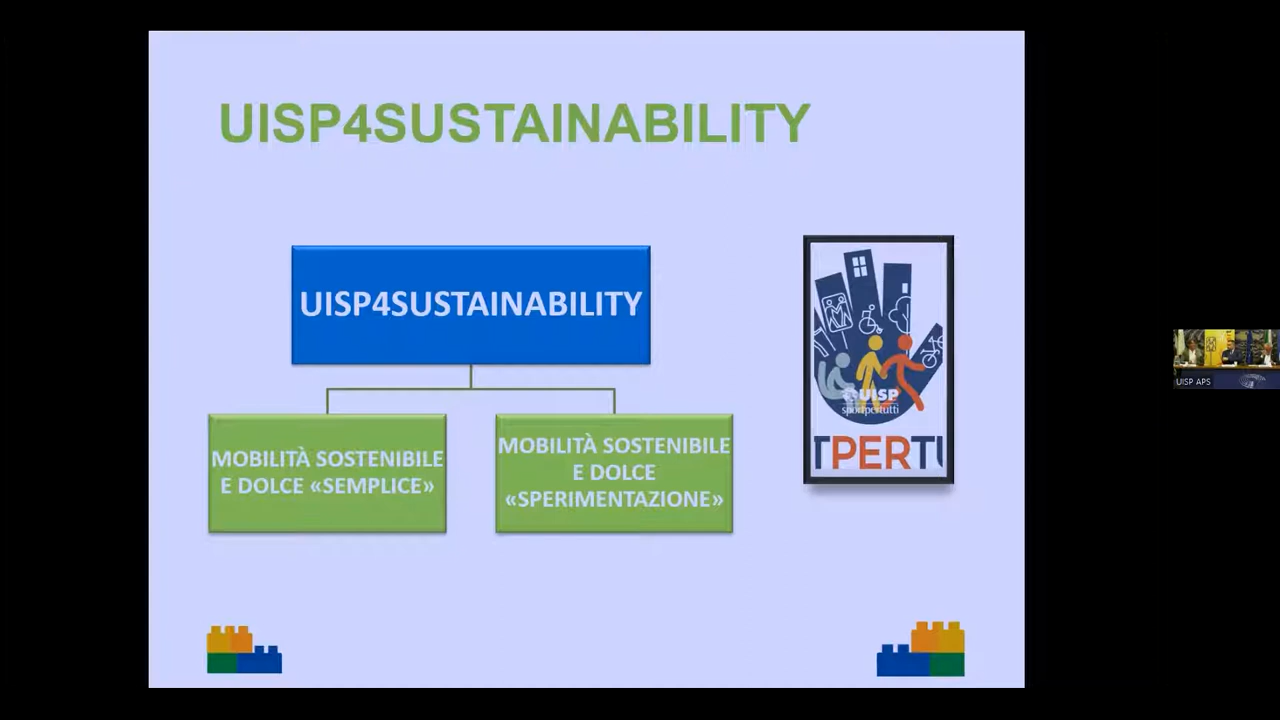 UISP4SUSTAINABILITY
UISP4SUSTAINABILITY
MOBILITÀ SOSTENIBILE
E DOLCE «SEMPLICE»
MOBILITÀ SOSTENIBILE
E DOLCE
«SPERIMENTAZIONE»
UISP
sportpertutti
TPERTU
UISP APS